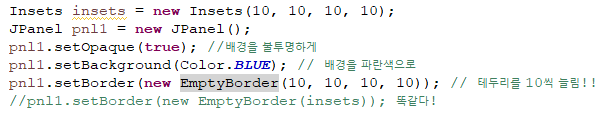 Insets insets = new Insets(10, 10, 10, 10);
JPanel pnl1 = new JPanel();
pnl1.setOpaque(true); //배경을 불투명하게
pnl1.setBackground(Color.BLUE); // 배경을 파란색으로
pnl1.setBorder(new EmptyBorder(10, 10, 10, 10)); // 테두리를 10씩 늘림!!
//pnl1.setBorder(new EmptyBorder(insets)); 똑같다!